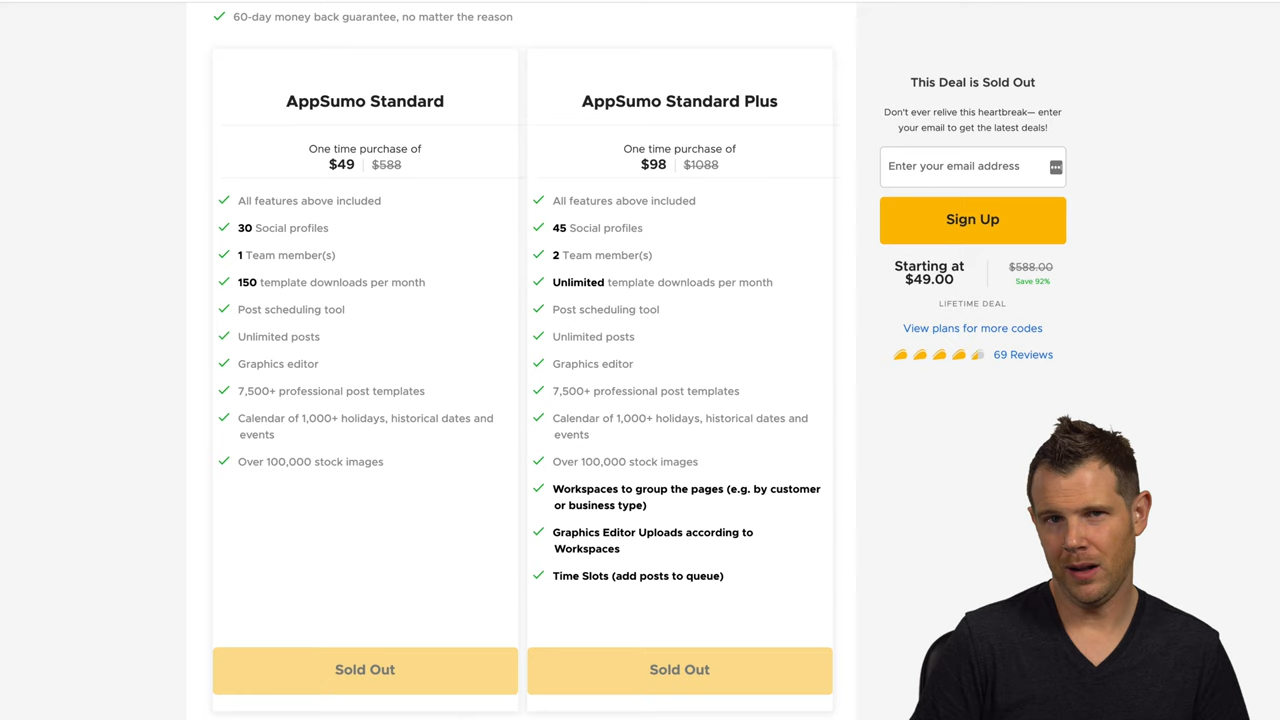 60-day money back guarantee, no matter the reason
AppSumo Standard
One time purchase of
$49 $588
All features above included
30 Social profiles
1 Team member(s)
150 template downloads per month
Post scheduling tool
Unlimited posts
Graphics editor
7,500+ professional post templates
Calendar of 1,000+ holidays, historical dates and
events
Over 100,000 stock images
Sold Out
AppSumo Standard Plus
One time purchase of
$98 $1088
All features above included
45 Social profiles
2 Team member(s)
Unlimited template downloads per month
Post scheduling tool
Unlimited posts
Graphics editor
7,500+ professional post templates
Calendar of 1,000+ holidays, historical dates and
events
Over 100,000 stock images
Workspaces to group the pages (e.g. by customer
or business type)
Graphics Editor Uploads according to
Workspaces
Time Slots (add posts to queue)
Sold Out
This Deal is Sold Out
Don't ever relive this heartbreak— enter
your email to get the latest deals!
Enter your email address
Sign Up
Starting at
$49.00
$588.00
Save 92%
LIFETIME DEAL
View plans for more codes
69 Reviews